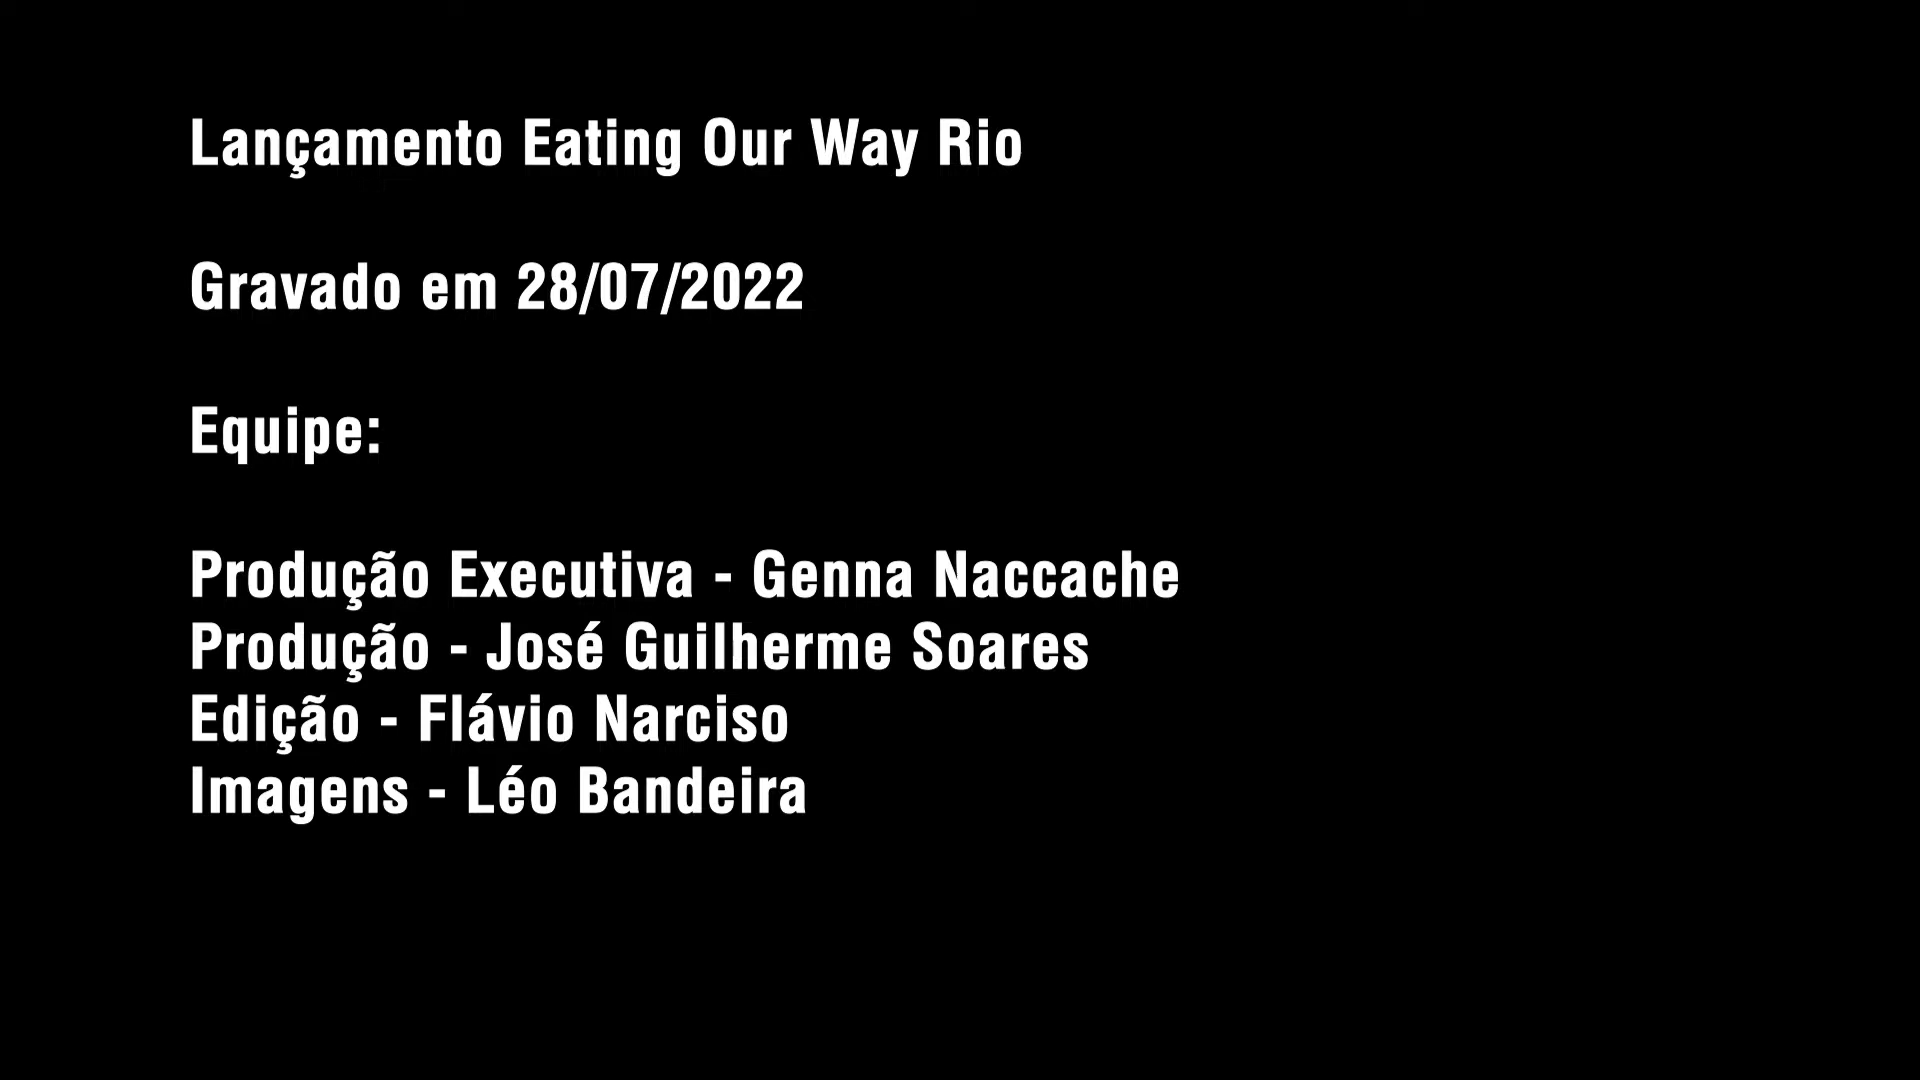 Lançamento Eating Our Way Rio
Gravado em 28/07/2022
Equipe:
Produção Executiva - Genna Naccache
Produção - José Guilherme Soares
Edição - Flávio Narciso
Imagens - Léo Bandeira